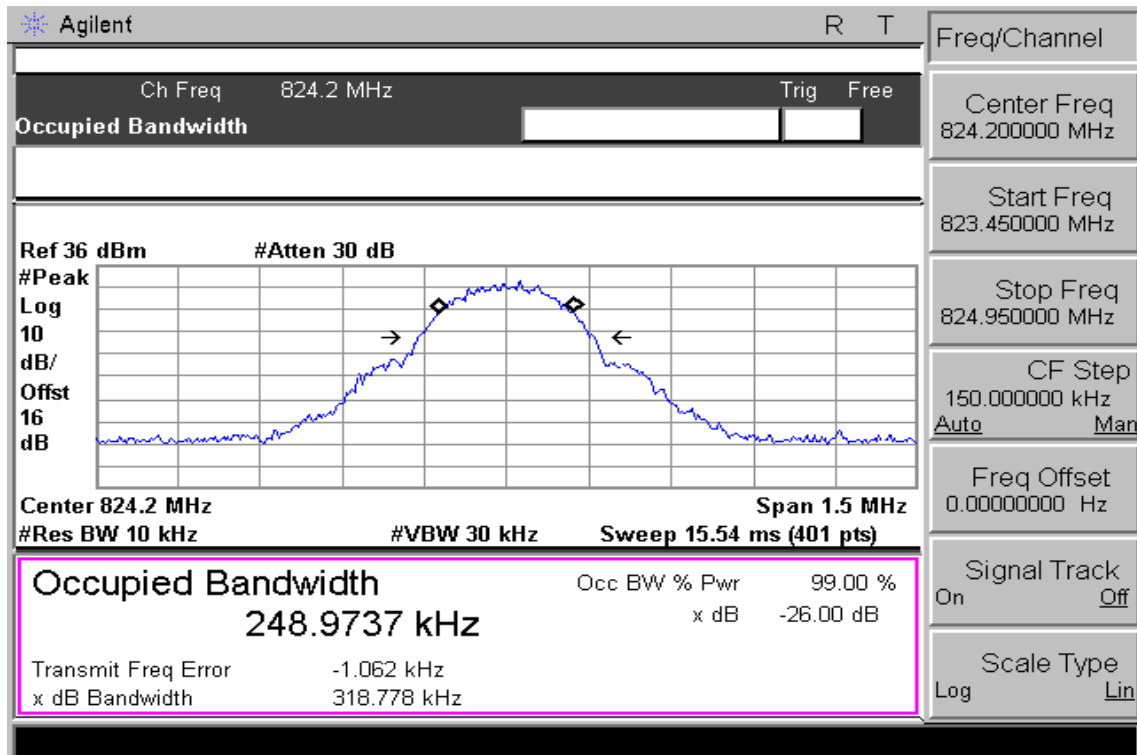 Agilent R T
Ch Freq 824.2 MHz Trig Free
Occupied Bandwidth
Ref 36 dBm #Atten 30 dB
#Peak
Log
10
dB/
Offst
16
dB
Center 824.2 MHz Span 1.5 MHz
#Res BW 10 kHz #VBW 30 kHz Sweep 15.54 ms (401 pts)
Occupied Bandwidth
248.9737 kHz
Occ BW % Pwr 99.00 %
x dB -26.00 dB
Transmit Freq Error -1.062 kHz
x dB Bandwidth 318.778 kHz
Freq/Channel
Center Freq
824.200000 MHz
Start Freq
823.450000 MHz
Stop Freq
824.950000 MHz
CF Step
150.000000 kHz
Auto Man
Freq Offset
0.00000000 Hz
Signal Track
On Off
Scale Type
Log Lin